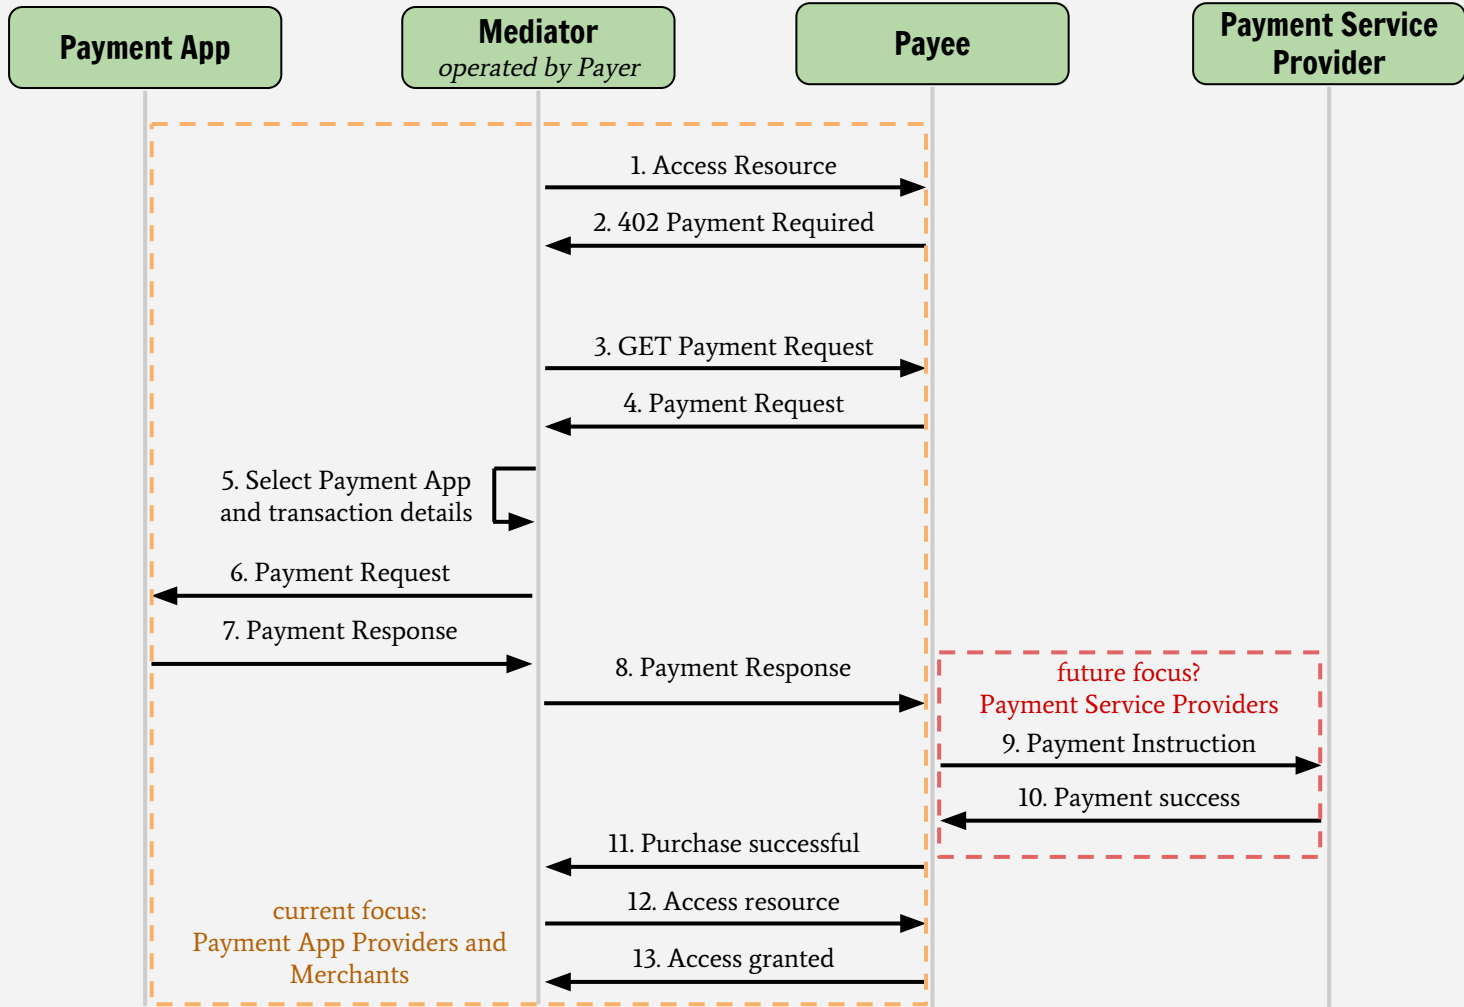 Payment App
Mediator
operated by Payer
Payee
Payment Service
Provider
1. Access Resource
2. 402 Payment Required
3. GET Payment Request
4. Payment Request
5. Select Payment App
and transaction details
6. Payment Request
7. Payment Response
8. Payment Response
future focus?
Payment Service Providers
9. Payment Instruction
10. Payment success
11. Purchase successful
12. Access resource
current focus:
Payment App Providers and
Merchants
13. Access granted